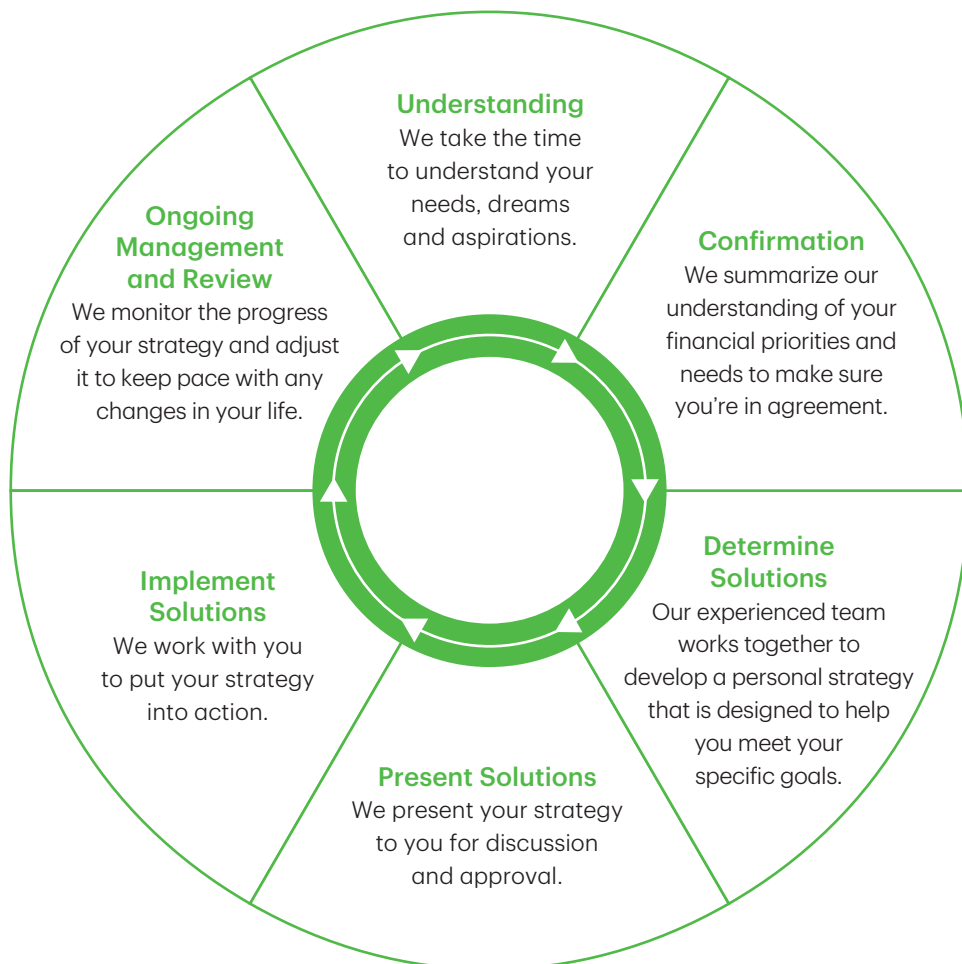 Understanding
We take the time
to understand your
needs, dreams
and aspirations.
Confirmation
We summarize our
understanding of your
financial priorities and
needs to make sure
you’re in agreement.
Determine
Solutions
Our experienced team
works together to
develop a personal strategy
that is designed to help
you meet your
specific goals.
Present Solutions
We present your strategy
to you for discussion
and approval.
Implement
Solutions
We work with you
to put your strategy
into action.
Ongoing
Management
and Review
We monitor the progress
of your strategy and adjust
it to keep pace with any
changes in your life.